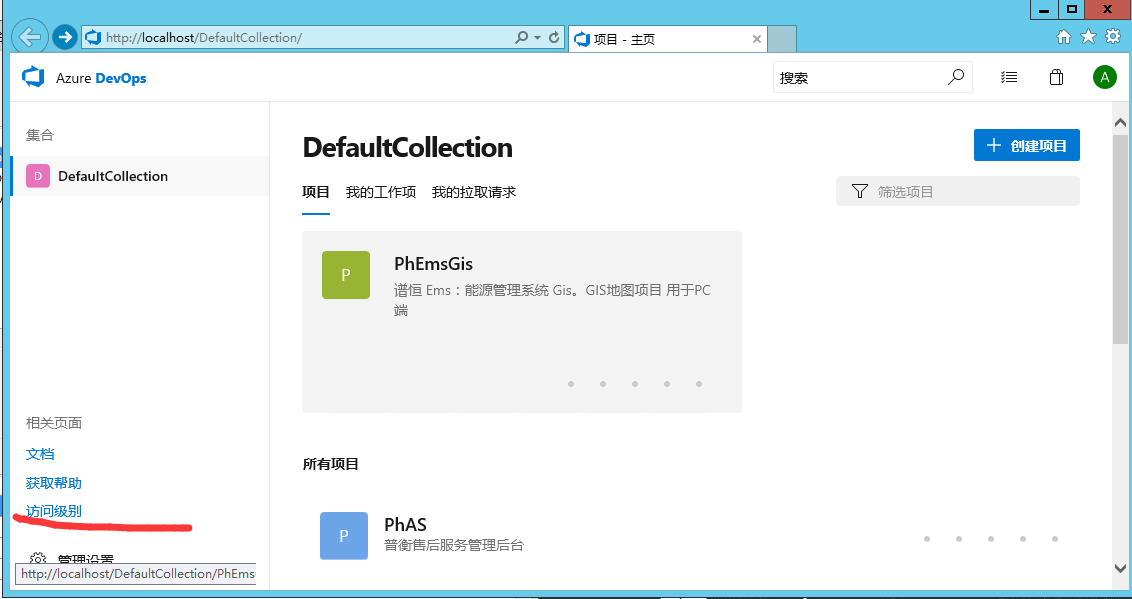 http://localhost/DefaultCollection/
项目 - 主页
Azure DevOps
搜索
A
集合
D DefaultCollection
DefaultCollection
创建项目
项目 我的工作项 我的拉取请求
筛选项目
P
PhEmsGis
谱恒 Ems：能源管理系统 Gis。GIS地图项目 用于PC
端
相关页面
文档
获取帮助
访问级别
管理设置
http://localhost/DefaultCollection/PhEms
所有项目
P
PhAS
普衡售后服务管理后台